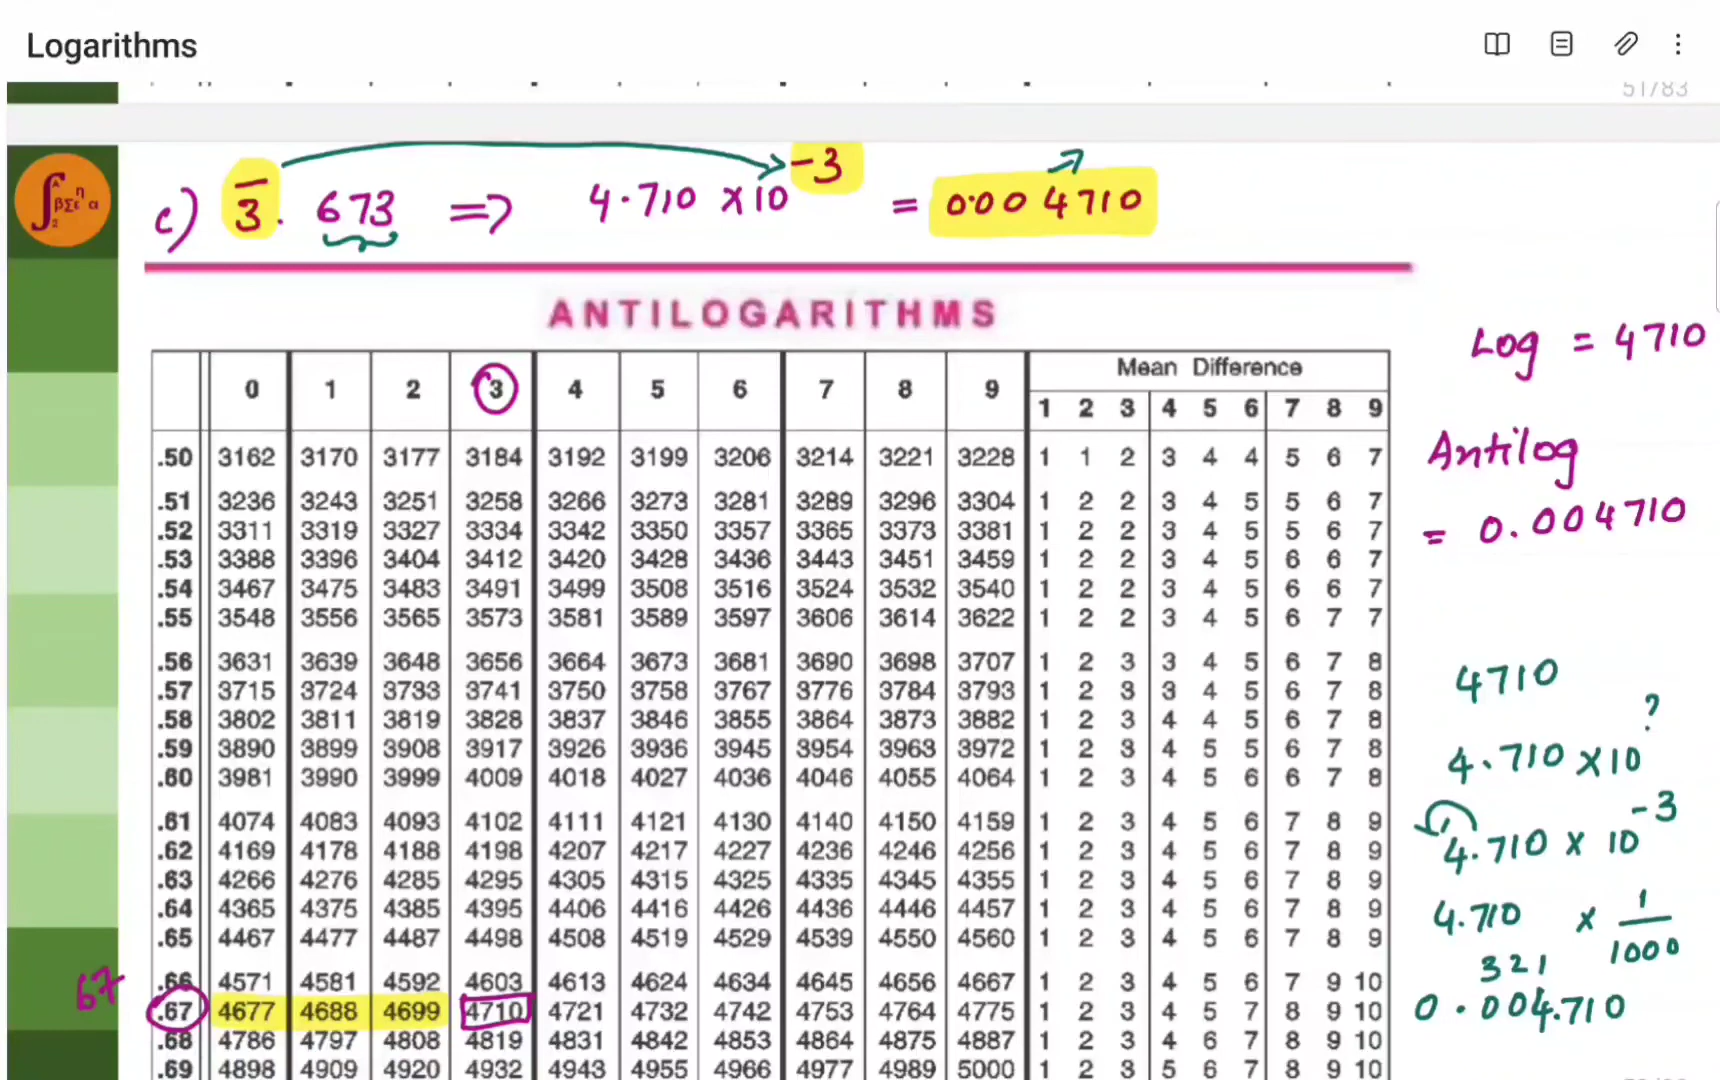 Logarithms
51/83
c) 3̅. 673 => 4.710 ×10⁻³ = 0.004710
ANTILOGARITHMS
Mean Difference
0 1 2 3 4 5 6 7 8 9 1 2 3 4 5 6 7 8 9
.50 3162 3170 3177 3184 3192 3199 3206 3214 3221 3228 1 1 2 3 4 4 5 6 7
.51 3236 3243 3251 3258 3266 3273 3281 3289 3296 3304 1 2 2 3 4 5 5 6 7
.52 3311 3319 3327 3334 3342 3350 3357 3365 3373 3381 1 2 2 3 4 5 5 6 7
.53 3388 3396 3404 3412 3420 3428 3436 3443 3451 3459 1 2 2 3 4 5 6 6 7
.54 3467 3475 3483 3491 3499 3508 3516 3524 3532 3540 1 2 2 3 4 5 6 6 7
.55 3548 3556 3565 3573 3581 3589 3597 3606 3614 3622 1 2 2 3 4 5 6 7 7
.56 3631 3639 3648 3656 3664 3673 3681 3690 3698 3707 1 2 3 3 4 5 6 7 8
.57 3715 3724 3733 3741 3750 3758 3767 3776 3784 3793 1 2 3 3 4 5 6 7 8
.58 3802 3811 3819 3828 3837 3846 3855 3864 3873 3882 1 2 3 4 4 5 6 7 8
.59 3890 3899 3908 3917 3926 3936 3945 3954 3963 3972 1 2 3 4 5 5 6 7 8
.60 3981 3990 3999 4009 4018 4027 4036 4046 4055 4064 1 2 3 4 5 6 6 7 8
.61 4074 4083 4093 4102 4111 4121 4130 4140 4150 4159 1 2 3 4 5 6 7 8 9
.62 4169 4178 4188 4198 4207 4217 4227 4236 4246 4256 1 2 3 4 5 6 7 8 9
.63 4266 4276 4285 4295 4305 4315 4325 4335 4345 4355 1 2 3 4 5 6 7 8 9
.64 4365 4375 4385 4395 4406 4416 4426 4436 4446 4457 1 2 3 4 5 6 7 8 9
.65 4467 4477 4487 4498 4508 4519 4529 4539 4550 4560 1 2 3 4 5 6 7 8 9
.66 4571 4581 4592 4603 4613 4624 4634 4645 4656 4667 1 2 3 4 5 6 7 9 10
67 .67 4677 4688 4699 4710 4721 4732 4742 4753 4764 4775 1 2 3 4 5 7 8 9 10
.68 4786 4797 4808 4819 4831 4842 4853 4864 4875 4887 1 2 3 4 6 7 8 9 10
.69 4898 4909 4920 4932 4943 4955 4966 4977 4989 5000 1 2 3 5 6 7 8 9 10
Log = 4710
Antilog
= 0.004710
4710
4.710 ×10?
4.710 × 10⁻³
4.710 × 1/1000
3 2 1
0.004.710